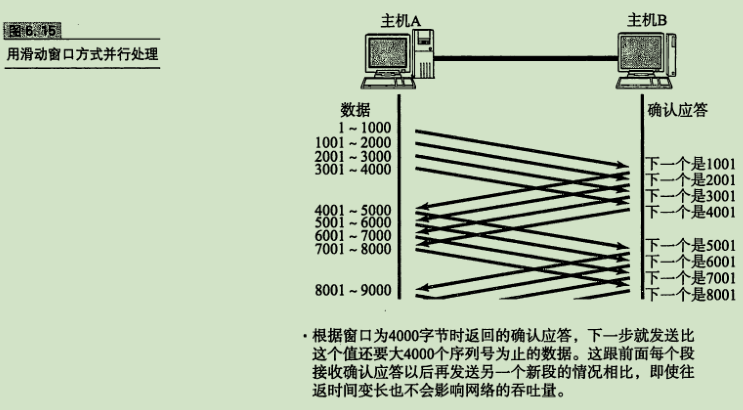 图6.15
用滑动窗口方式并行处理
主机A
主机B
数据
确认应答
1～1000
1001～2000
2001～3000
3001～4000
下一个是1001
下一个是2001
下一个是3001
下一个是4001
4001～5000
5001～6000
6001～7000
7001～8000
下一个是5001
下一个是6001
下一个是7001
下一个是8001
8001～9000
·根据窗口为4000字节时返回的确认应答，下一步就发送比
这个值还要大4000个序列号为止的数据。这跟前面每个段
接收确认应答以后再发送另一个新段的情况相比，即使往
返时间变长也不会影响网络的吞吐量。